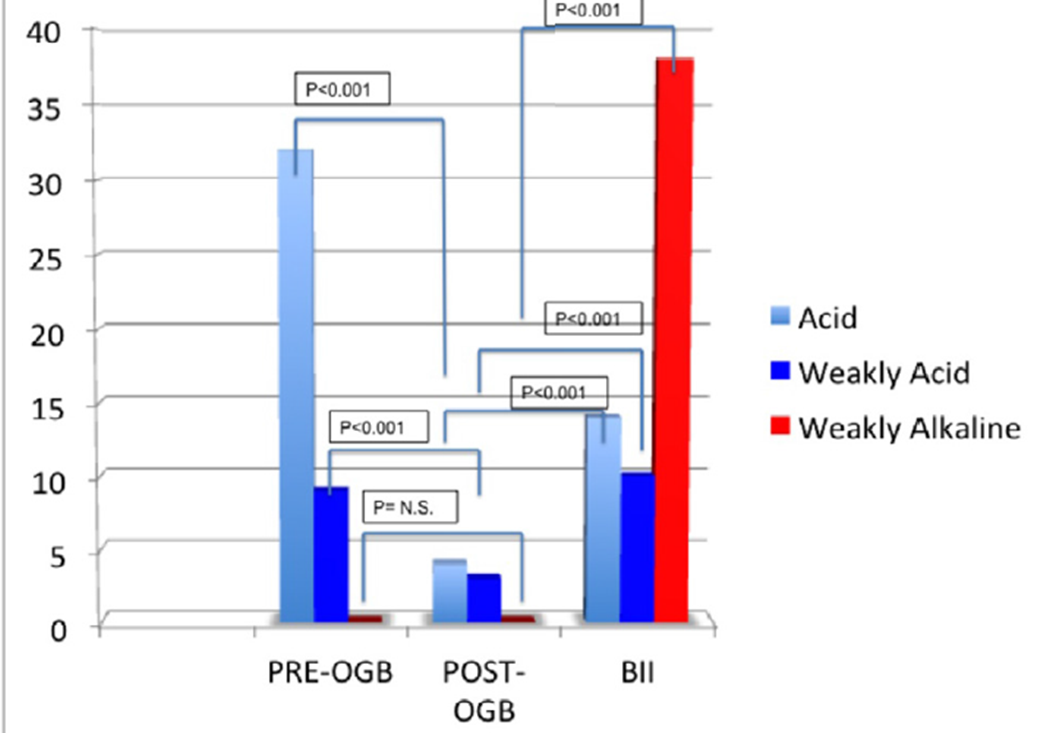 P<0.001
40
P<0.001
35
30
25
P<0.001
20
P<0.001
15
P<0.001
10
P= N.S.
5
0
PRE-OGB
POST-
OGB
BII
Acid
Weakly Acid
Weakly Alkaline